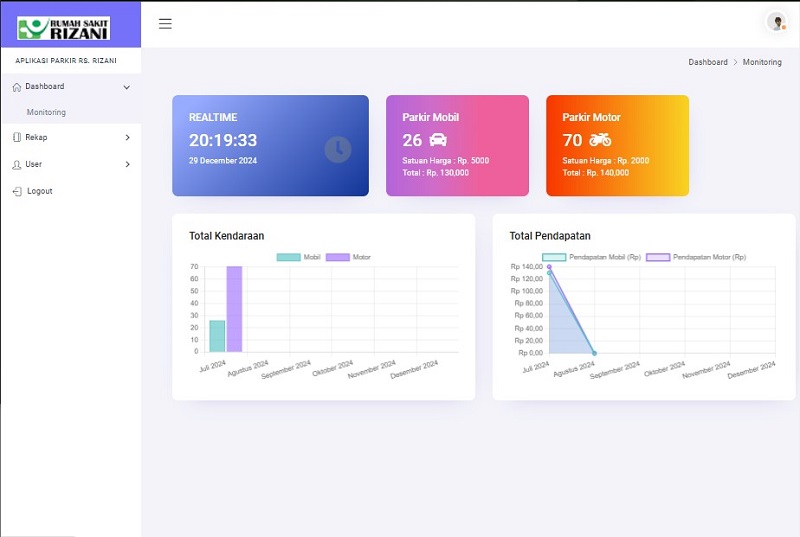 RUMAH SAKIT
RIZANI
APLIKASI PARKIR RS. RIZANI
Dashboard
Monitoring
Rekap
User
Logout
Dashboard > Monitoring
REALTIME
20:19:33
29 December 2024
Parkir Mobil
26
Satuan Harga : Rp. 5000
Total : Rp. 130,000
Parkir Motor
70
Satuan Harga : Rp. 2000
Total : Rp. 140,000
Total Kendaraan
Mobil Motor
70
60
50
40
30
20
10
0
Juli 2024 Agustus 2024 September 2024 Oktober 2024 November 2024 Desember 2024
Total Pendapatan
Pendapatan Mobil (Rp) Pendapatan Motor (Rp)
Rp 140,00
Rp 120,00
Rp 100,00
Rp 80,00
Rp 60,00
Rp 40,00
Rp 20,00
Rp 0,00
Juli 2024 Agustus 2024 September 2024 Oktober 2024 November 2024 Desember 2024